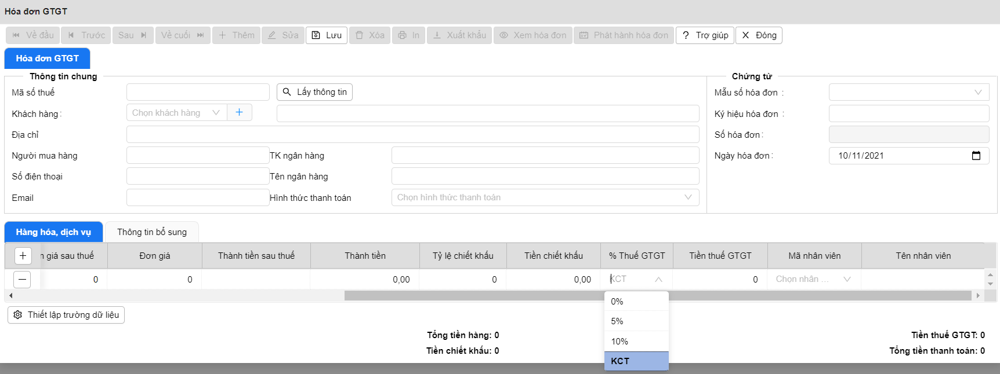 Hóa đơn GTGT
Về đầu Trước Sau Về cuối Thêm Sửa Lưu Xóa In Xuất khẩu Xem hóa đơn Phát hành hóa đơn ? Trợ giúp Đóng
Hóa đơn GTGT
Thông tin chung
Mã số thuế Lấy thông tin
Khách hàng : Chọn khách hàng +
Địa chỉ
Người mua hàng TK ngân hàng
Số điện thoại Tên ngân hàng
Email Hình thức thanh toán Chọn hình thức thanh toán
Chứng từ
Mẫu số hóa đơn :
Ký hiệu hóa đơn :
Số hóa đơn :
Ngày hóa đơn : 10/11/2021
Hàng hóa, dịch vụ Thông tin bổ sung
giá sau thuế Đơn giá Thành tiền sau thuế Thành tiền Tỷ lệ chiết khấu Tiền chiết khấu % Thuế GTGT Tiền thuế GTGT Mã nhân viên Tên nhân viên
0 0 0,00 0 0,00 KCT 0 Chọn nhân ...
0%
5%
10%
KCT
Thiết lập trường dữ liệu
Tổng tiền hàng: 0 Tiền thuế GTGT: 0
Tiền chiết khấu: 0 Tổng tiền thanh toán: 0